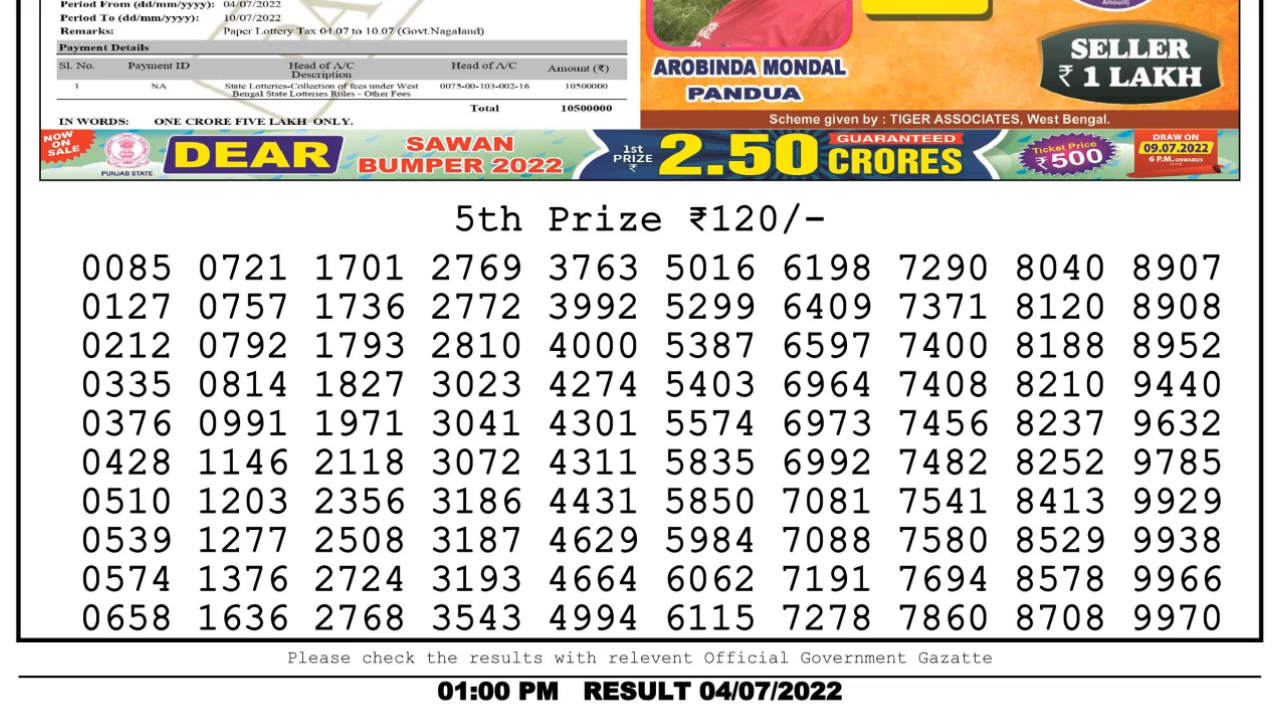 Period From (dd/mm/yyyy): 04/07/2022
Period To (dd/mm/yyyy): 10/07/2022
Remarks: Paper Lottery Tax 04.07 to 10.07 (Govt.Nagaland)
Payment Details
Sl. No. Payment ID Head of A/C Description Head of A/C Amount (₹)
1 NA State Lotteries-Collection of fees under West Bengal State Lotteries Rules - Other Fees 0075-00-103-002-16 10500000
Total 10500000
IN WORDS: ONE CRORE FIVE LAKH ONLY.
Amount)
AROBINDA MONDAL
PANDUA
SELLER
₹ 1 LAKH
Scheme given by : TIGER ASSOCIATES, West Bengal.
NOW ON SALE
PUNJAB STATE
DEAR
SAWAN
BUMPER 2022
1st PRIZE ₹
2.50
GUARANTEED
CRORES
Ticket Price
₹500
DRAW ON
09.07.2022
6 P.M. ONWARDS
5th Prize ₹120/-
0085 0721 1701 2769 3763 5016 6198 7290 8040 8907
0127 0757 1736 2772 3992 5299 6409 7371 8120 8908
0212 0792 1793 2810 4000 5387 6597 7400 8188 8952
0335 0814 1827 3023 4274 5403 6964 7408 8210 9440
0376 0991 1971 3041 4301 5574 6973 7456 8237 9632
0428 1146 2118 3072 4311 5835 6992 7482 8252 9785
0510 1203 2356 3186 4431 5850 7081 7541 8413 9929
0539 1277 2508 3187 4629 5984 7088 7580 8529 9938
0574 1376 2724 3193 4664 6062 7191 7694 8578 9966
0658 1636 2768 3543 4994 6115 7278 7860 8708 9970
Please check the results with relevent Official Government Gazatte
01:00 PM RESULT 04/07/2022